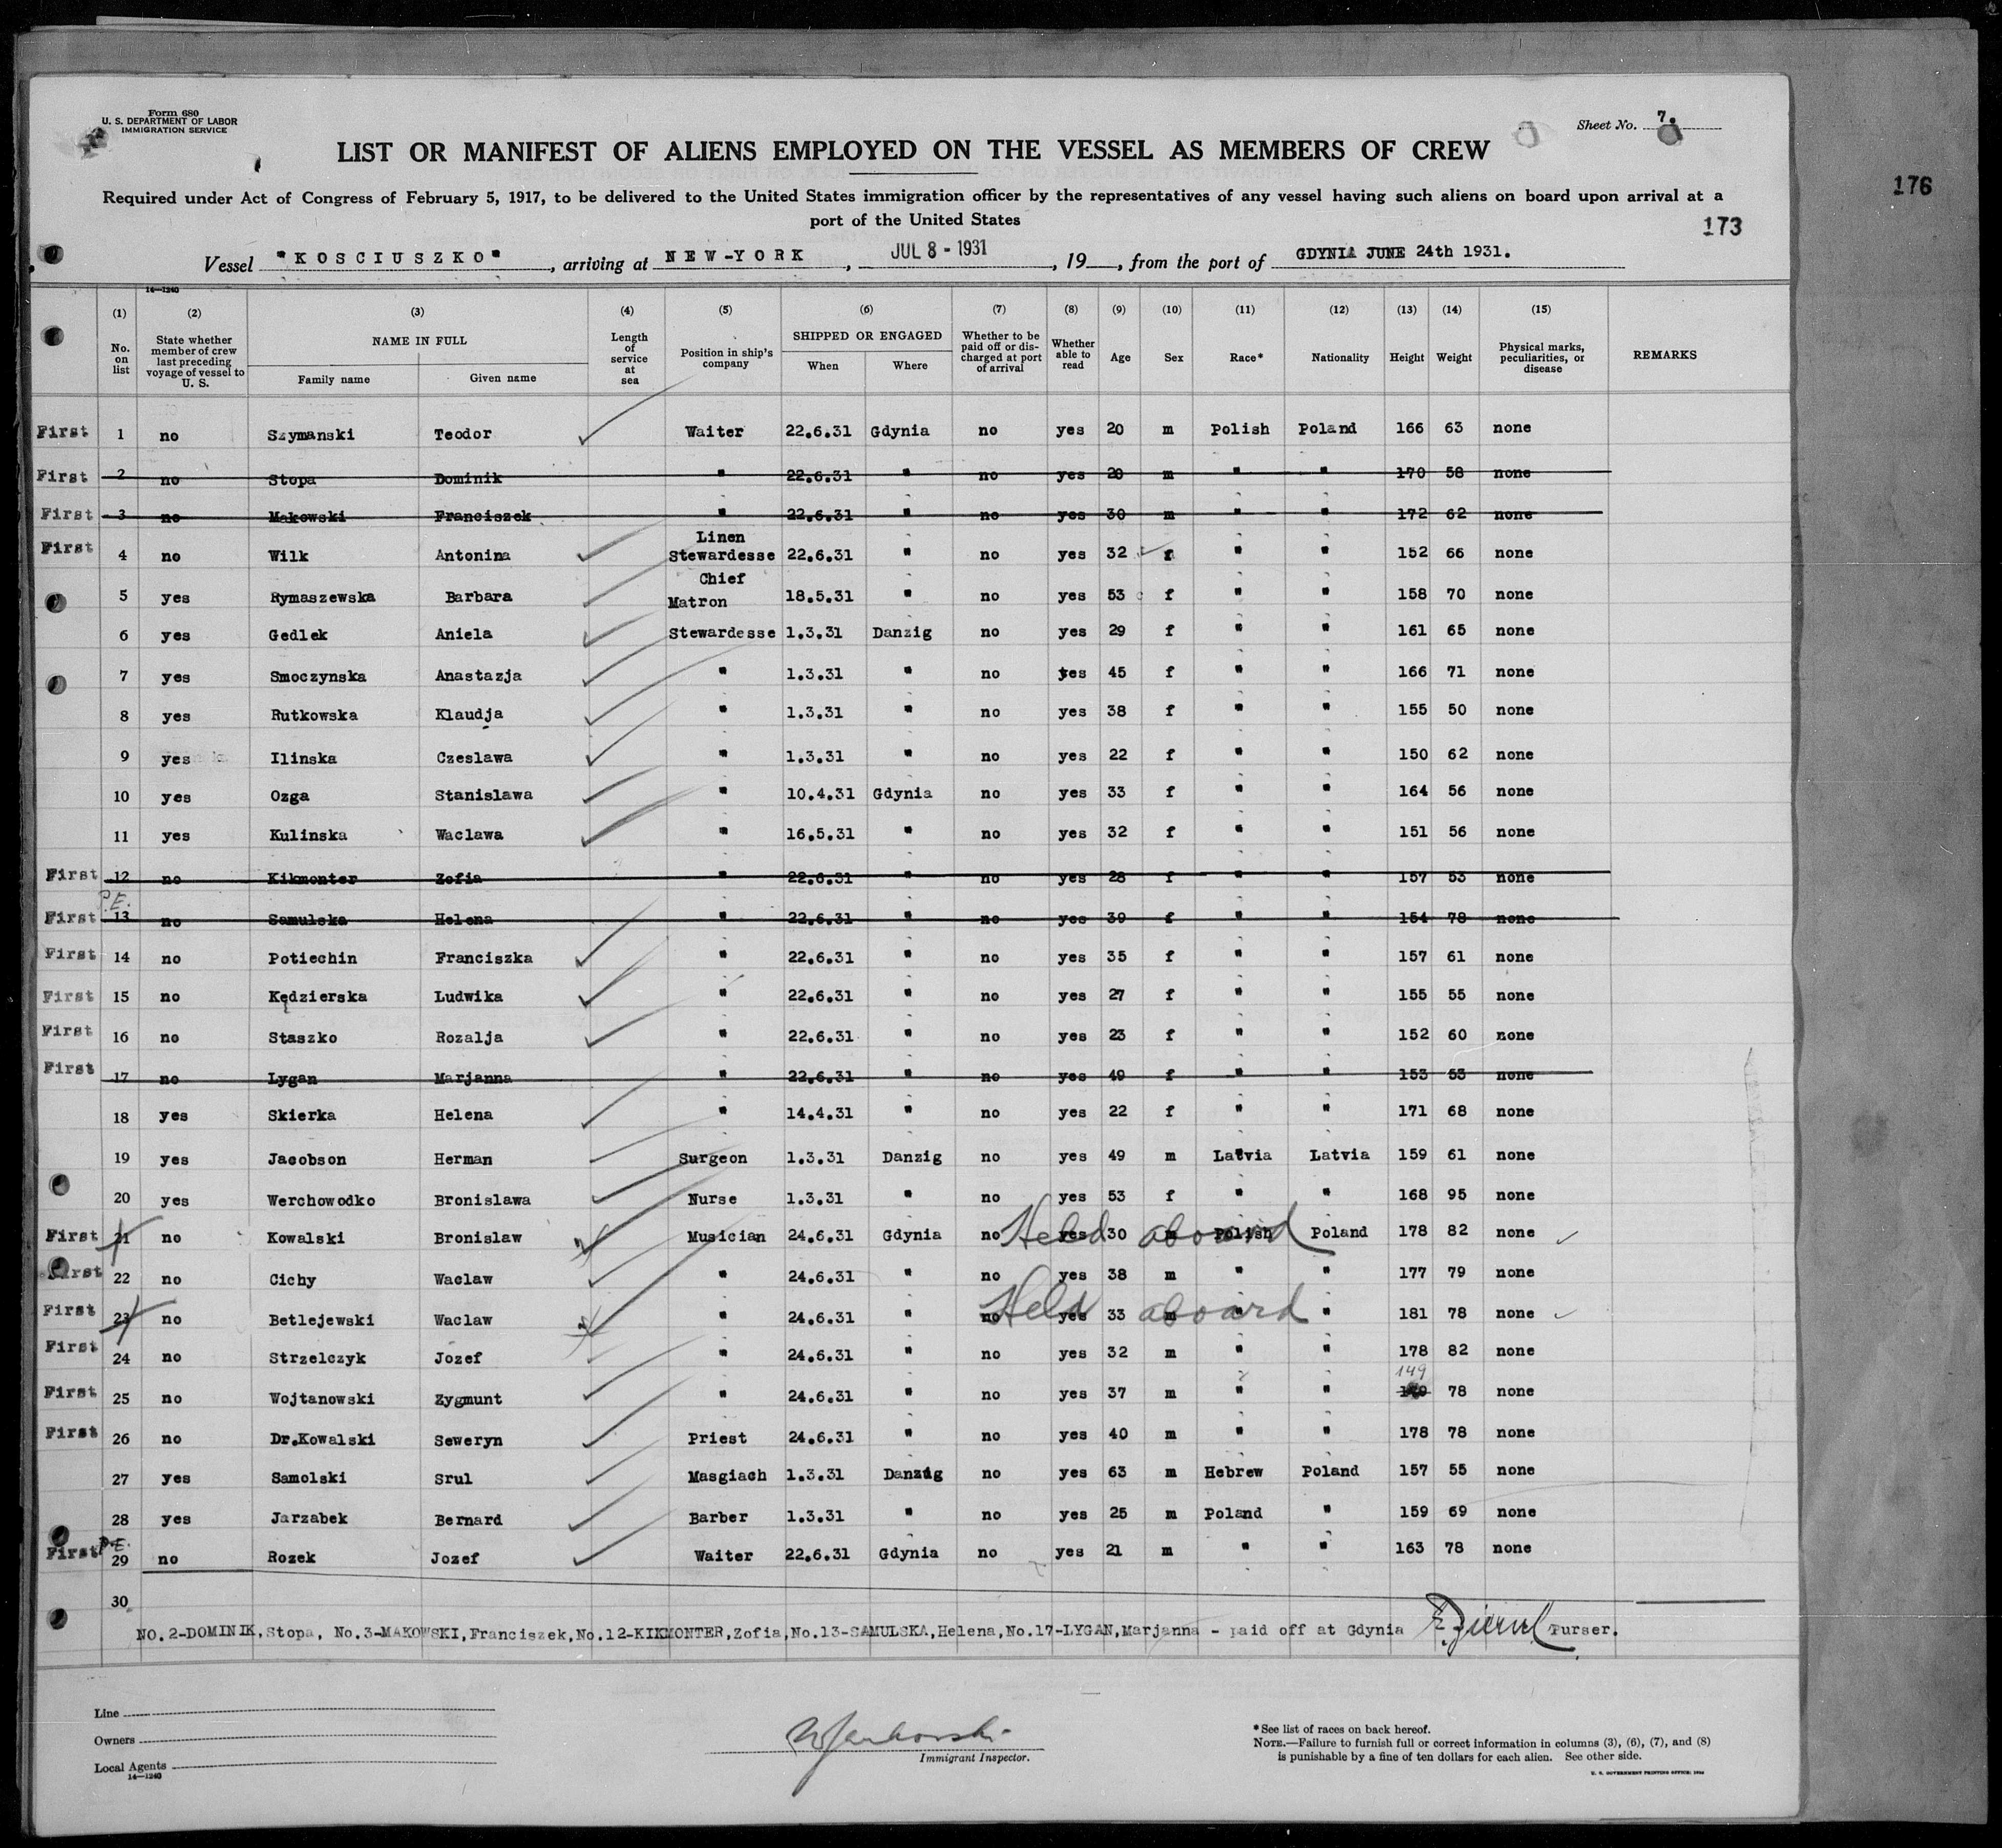 Form 680
U. S. DEPARTMENT OF LABOR
IMMIGRATION SERVICE
Sheet No. 7.
LIST OR MANIFEST OF ALIENS EMPLOYED ON THE VESSEL AS MEMBERS OF CREW
176
Required under Act of Congress of February 5, 1917, to be delivered to the United States immigration officer by the representatives of any vessel having such aliens on board upon arrival at a
port of the United States
173
Vessel "KOSCIUSZKO", arriving at NEW-YORK, JUL 8 - 1931, 19, from the port of GDYNIA JUNE 24th 1931.
14—1240
(1) (2) (3) (4) (5) (6) (7) (8) (9) (10) (11) (12) (13) (14) (15)
No. on list State whether member of crew last preceding voyage of vessel to U. S. NAME IN FULL Family name Given name Length of service at sea Position in ship's company SHIPPED OR ENGAGED When Where Whether to be paid off or discharged at port of arrival Whether able to read Age Sex Race* Nationality Height Weight Physical marks, peculiarities, or disease REMARKS
First 1 no Szymanski Teodor Waiter 22.6.31 Gdynia no yes 20 m Polish Poland 166 63 none
First 2 no Stopa Dominik " 22.6.31 " no yes 20 m " " 170 58 none
First 3 no Makowski Franciszek " 22.6.31 " no yes 30 m " " 172 62 none
First 4 no Wilk Antonina Linen Stewardesse 22.6.31 " no yes 32 f " " 152 66 none
5 yes Rymaszewska Barbara Chief Matron 18.5.31 " no yes 53 f " " 158 70 none
6 yes Gedlek Aniela Stewardesse 1.3.31 Danzig no yes 29 f " " 161 65 none
7 yes Smoczynska Anastazja " 1.3.31 " no yes 45 f " " 166 71 none
8 yes Rutkowska Klaudja " 1.3.31 " no yes 38 f " " 155 50 none
9 yes Ilinska Czeslawa " 1.3.31 " no yes 22 f " " 150 62 none
10 yes Ozga Stanislawa " 10.4.31 Gdynia no yes 33 f " " 164 56 none
11 yes Kulinska Waclawa " 16.5.31 " no yes 32 f " " 151 56 none
First 12 no Kikmonter Zofia " 22.6.31 " no yes 28 f " " 157 53 none
P.E.
First 13 no Samulska Helena " 22.6.31 " no yes 39 f " " 154 78 none
First 14 no Potiechin Franciszka " 22.6.31 " no yes 35 f " " 157 61 none
First 15 no Kędzierska Ludwika " 22.6.31 " no yes 27 f " " 155 55 none
First 16 no Staszko Rozalja " 22.6.31 " no yes 23 f " " 152 60 none
First 17 no Lygan Marjanna " 22.6.31 " no yes 49 f " " 153 53 none
18 yes Skierka Helena " 14.4.31 " no yes 22 f " " 171 68 none
19 yes Jacobson Herman Surgeon 1.3.31 Danzig no yes 49 m Latvia Latvia 159 61 none
20 yes Werchowodko Bronislawa Nurse 1.3.31 " no yes 53 f " " 168 95 none
First 21 no Kowalski Bronislaw Musician 24.6.31 Gdynia no yes 30 m Polish Poland 178 82 none
Held aboard
First 22 no Cichy Waclaw " 24.6.31 " no yes 38 m " " 177 79 none
First 23 no Betlejewski Waclaw " 24.6.31 " no yes 33 m " " 181 78 none
Held aboard
First 24 no Strzelczyk Jozef " 24.6.31 " no yes 32 m " " 178 82 none
149
First 25 no Wojtanowski Zygmunt " 24.6.31 " no yes 37 m " " 78 none
First 26 no Dr.Kowalski Seweryn Priest 24.6.31 " no yes 40 m " " 178 78 none
27 yes Samolski Srul Masgiach 1.3.31 Danzig no yes 63 m Hebrew Poland 157 55 none
28 yes Jarzabek Bernard Barber 1.3.31 " no yes 25 m Poland " 159 69 none
P.E.
First 29 no Rozek Jozef Waiter 22.6.31 Gdynia no yes 21 m " " 163 78 none
30
NO.2-DOMINIK,Stopa, No.3-MAKOWSKI,Franciszek,No.12-KIKMONTER,Zofia,No.13-SAMULSKA,Helena,No.17-LYGAN,Marjanna - paid off at Gdynia Purser.
Line
Owners
Local Agents
14—1240
Immigrant Inspector.
*See list of races on back hereof.
NOTE.—Failure to furnish full or correct information in columns (3), (6), (7), and (8)
is punishable by a fine of ten dollars for each alien. See other side.